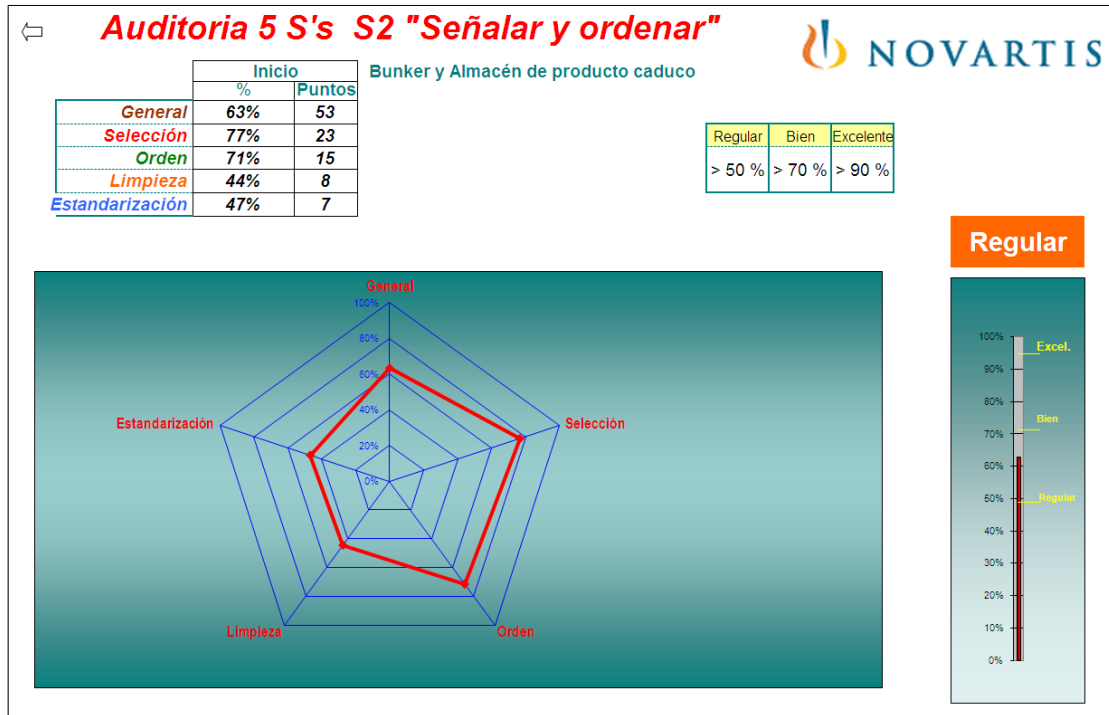 Auditoria 5 S's S2 "Señalar y ordenar"
NOVARTIS
Inicio
Bunker y Almacén de producto caduco
% Puntos
General 63% 53
Selección 77% 23
Orden 71% 15
Limpieza 44% 8
Estandarización 47% 7
Regular Bien Excelente
> 50 % > 70 % > 90 %
Regular
General
100%
80%
60%
40%
20%
0%
Estandarización
Selección
Limpieza
Orden
100%
Excel.
90%
80%
Bien
70%
60%
50%
Regular
40%
30%
20%
10%
0%